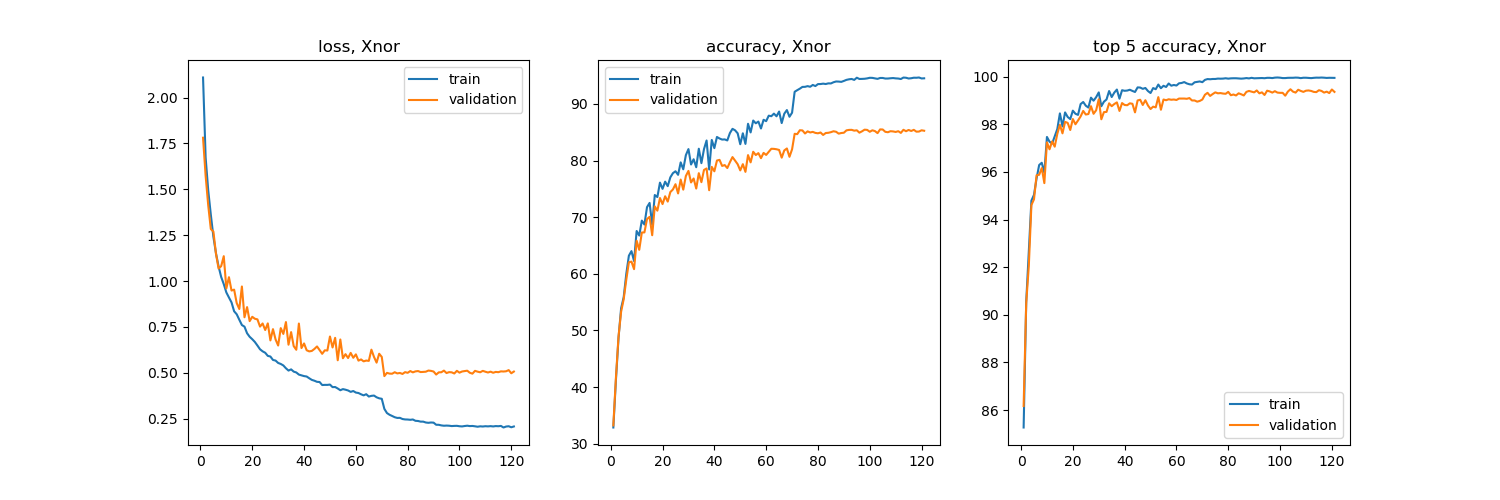 loss, Xnor
2.00
1.75
1.50
1.25
1.00
0.75
0.50
0.25
0 20 40 60 80 100 120
train
validation
accuracy, Xnor
90
80
70
60
50
40
30
0 20 40 60 80 100 120
train
validation
top 5 accuracy, Xnor
100
98
96
94
92
90
88
86
0 20 40 60 80 100 120
train
validation